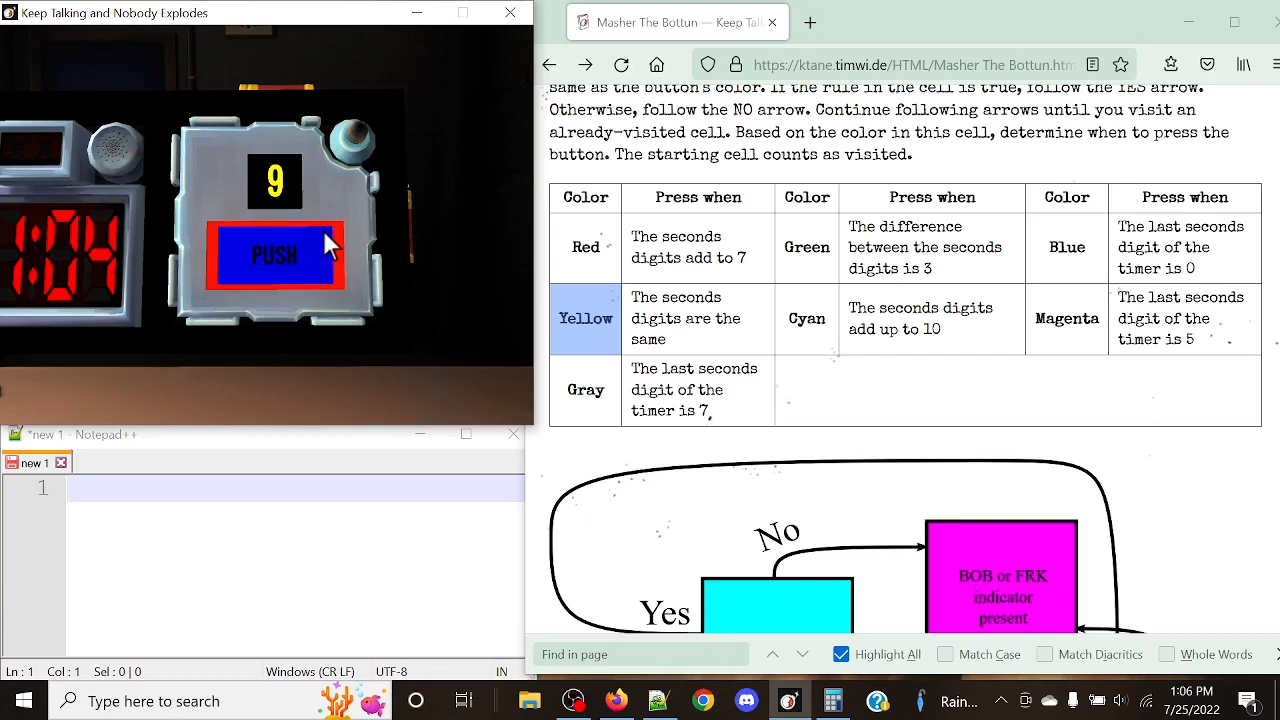 Keep Talking and Nobody Explodes
9
PUSH
1:04
*new 1 - Notepad++
new 1
1
Ln : 1 Col : 1 Sel : 0 | 0 Windows (CR LF) UTF-8 IN
Masher The Bottun — Keep Talk
https://ktane.timwi.de/HTML/Masher The Bottun.htm
same as the button's color. If the rule in the cell is true, follow the YES arrow.
Otherwise, follow the NO arrow. Continue following arrows until you visit an
already-visited cell. Based on the color in this cell, determine when to press the
button. The starting cell counts as visited.
Color Press when Color Press when Color Press when
Red
The seconds
digits add to 7
Green
The difference
between the seconds
digits is 3
Blue
The last seconds
digit of the
timer is 0
Yellow
The seconds
digits are the
same
Cyan
The seconds digits
add up to 10
Magenta
The last seconds
digit of the
timer is 5
Gray
The last seconds
digit of the
timer is 7
No
Yes
BOB or FRK
indicator
present
Find in page
Highlight All Match Case Match Diacritics Whole Words
Type here to search
Rain...
IN
1:06 PM
7/25/2022